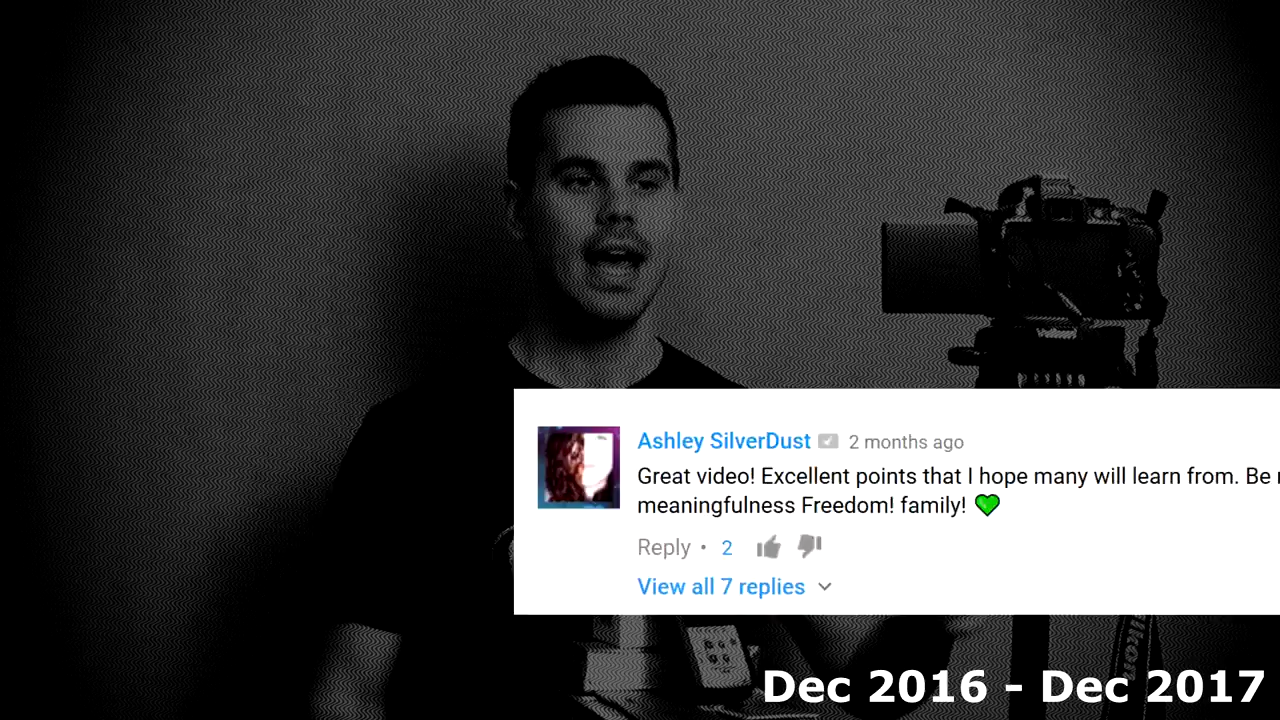 Ashley SilverDust 2 months ago
Great video! Excellent points that I hope many will learn from. Be
meaningfulness Freedom! family! 💚
Reply • 2
View all 7 replies
Dec 2016 - Dec 2017